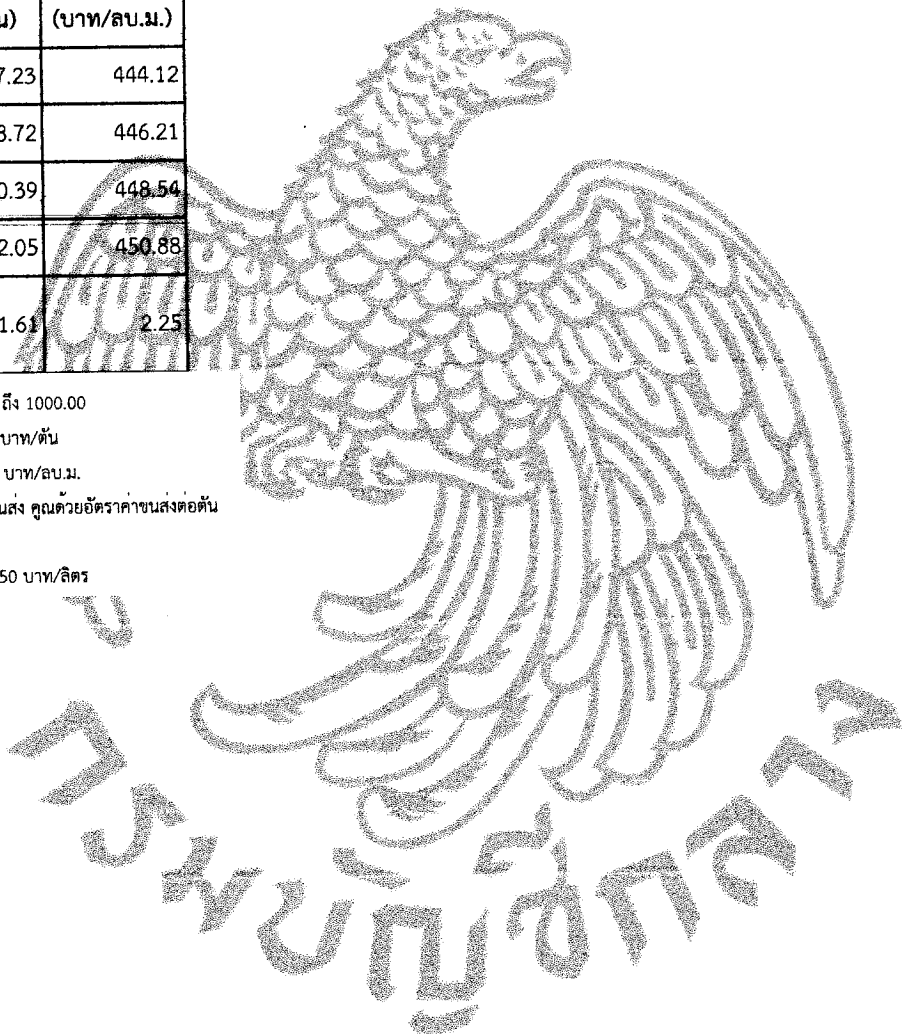 น) (บาท/ลบ.ม.)
7.23 444.12
8.72 446.21
0.39 448.54
2.05 450.88
1.61 2.25
ถึง 1000.00
บาท/ตัน
บาท/ลบ.ม.
นส่ง คูณด้วยอัตราค่าขนส่งต่อตัน
50 บาท/ลิตร
กรมบัญชี